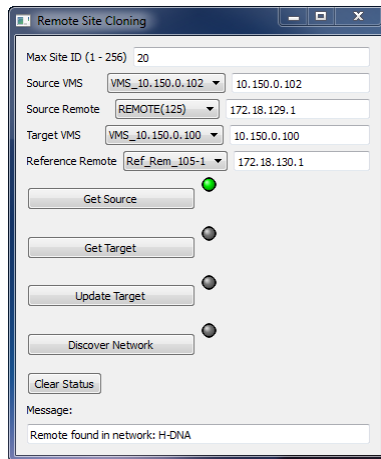 Remote Site Cloning
Max Site ID (1 - 256) 20
Source VMS VMS_10.150.0.102 10.150.0.102
Source Remote REMOTE(125) 172.18.129.1
Target VMS VMS_10.150.0.100 10.150.0.100
Reference Remote Ref_Rem_105-1 172.18.130.1
Get Source
Get Target
Update Target
Discover Network
Clear Status
Message:
Remote found in network: H-DNA